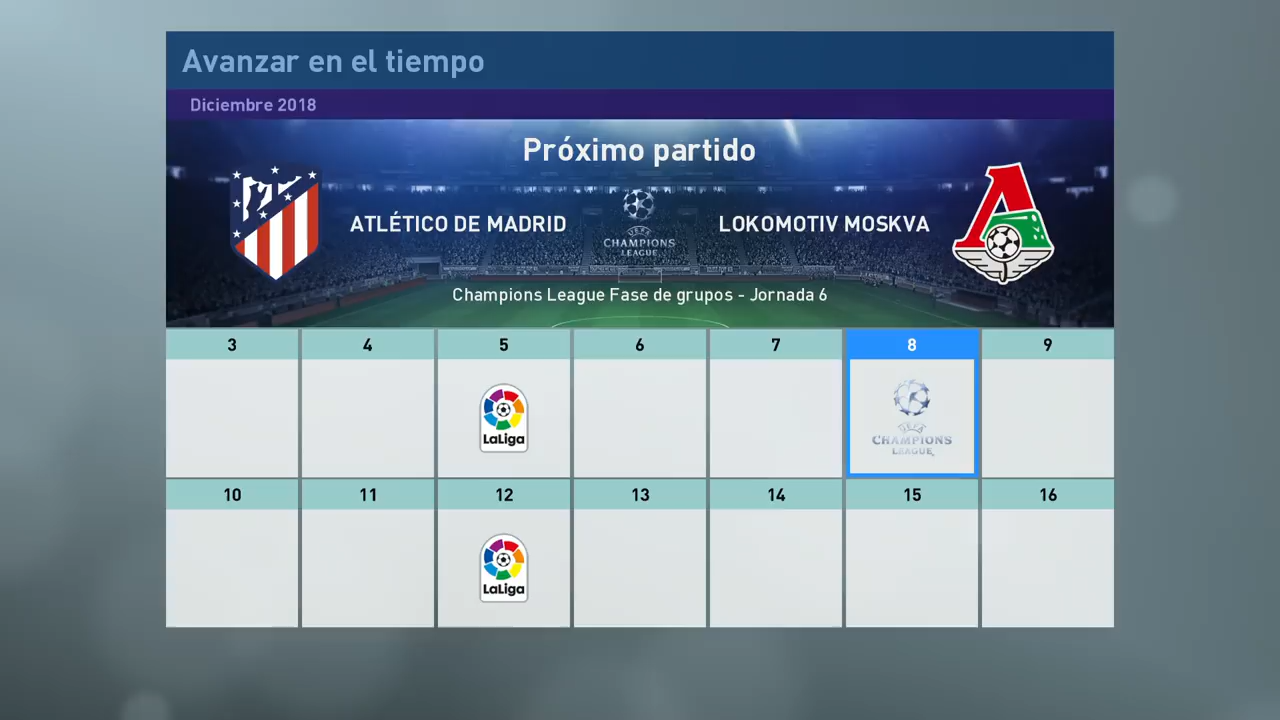 Avanzar en el tiempo
Diciembre 2018
Próximo partido
ATLÉTICO DE MADRID
UEFA
CHAMPIONS
LEAGUE
LOKOMOTIV MOSKVA
Champions League Fase de grupos - Jornada 6
3 4 5 6 7 8 9
LaLiga
UEFA
CHAMPIONS
LEAGUE
10 11 12 13 14 15 16
LaLiga